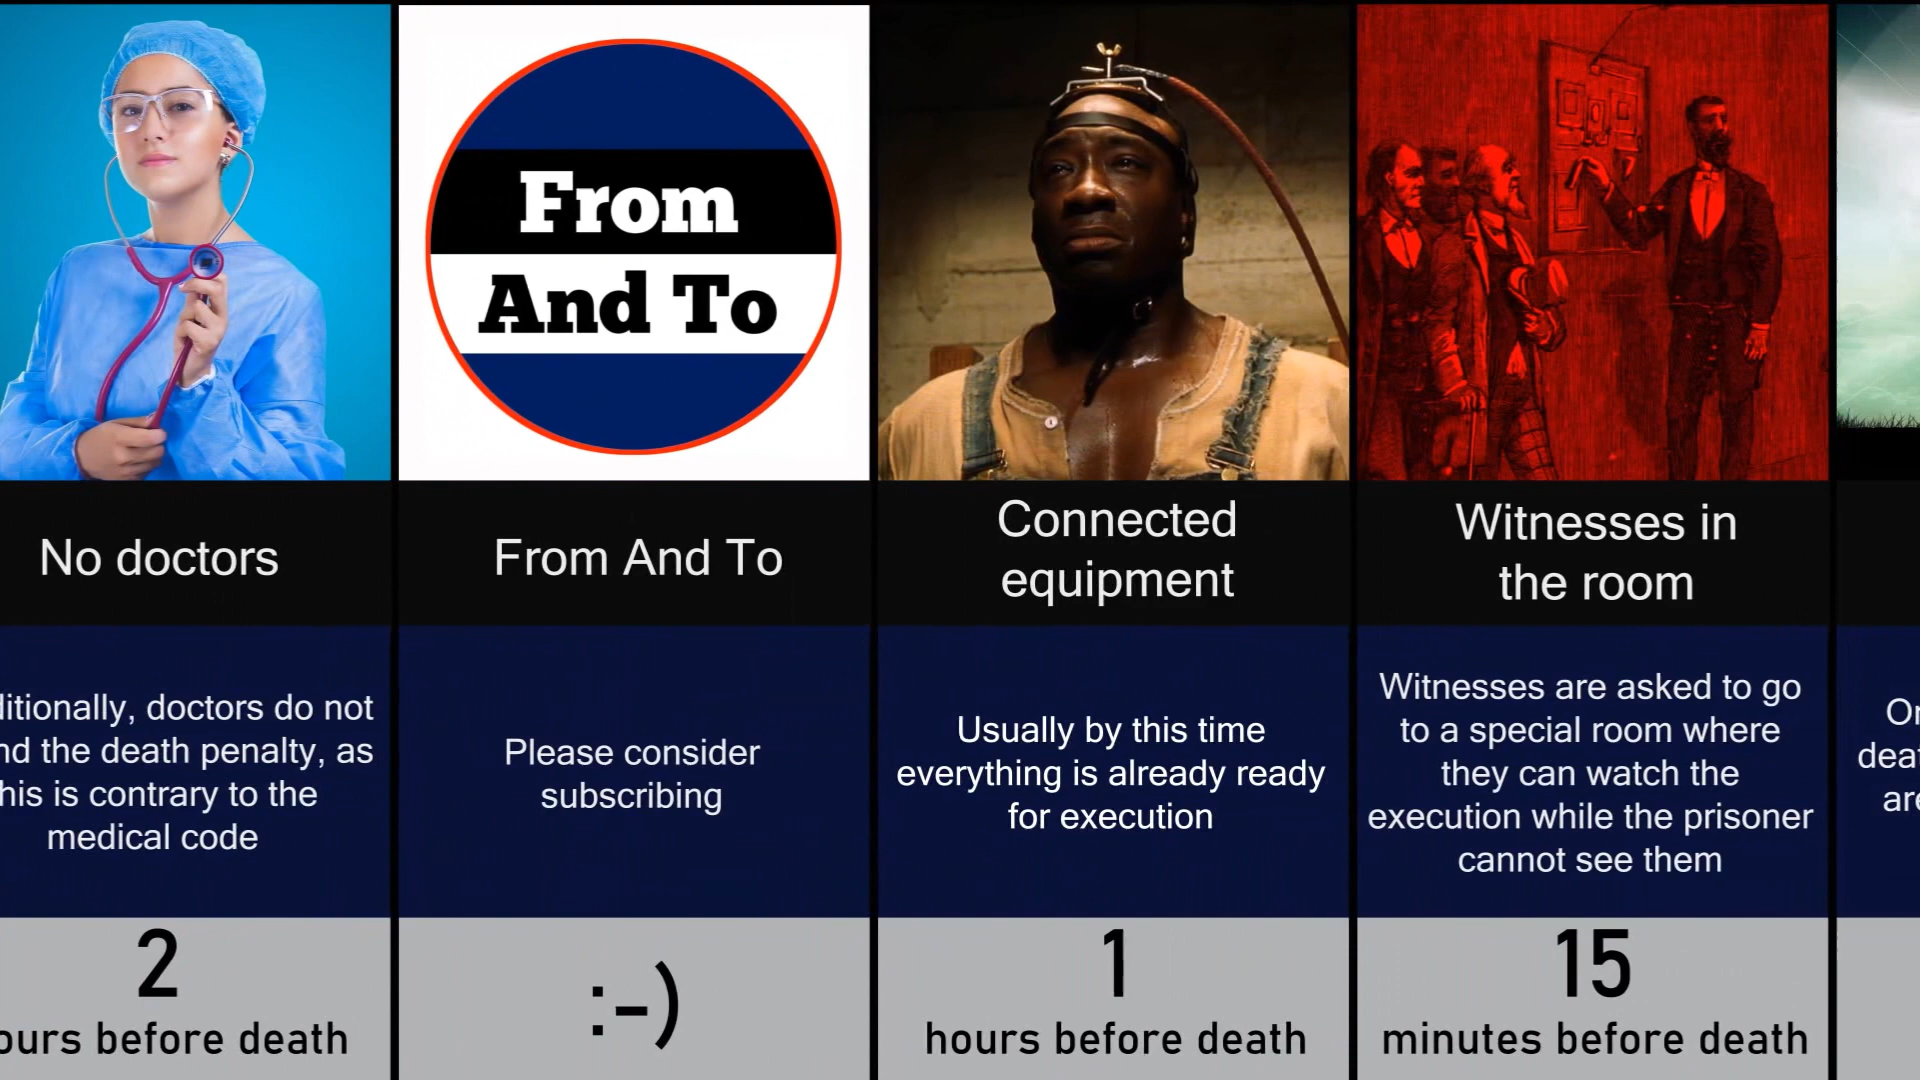 From
And To
No doctors
From And To
Connected
equipment
Witnesses in
the room
doctors do not
the death penalty, as
is contrary to the
medical code
Please consider
subscribing
Usually by this time
everything is already ready
for execution
Witnesses are asked to go
to a special room where
they can watch the
execution while the prisoner
cannot see them
2
before death
:-)
1
hours before death
15
minutes before death